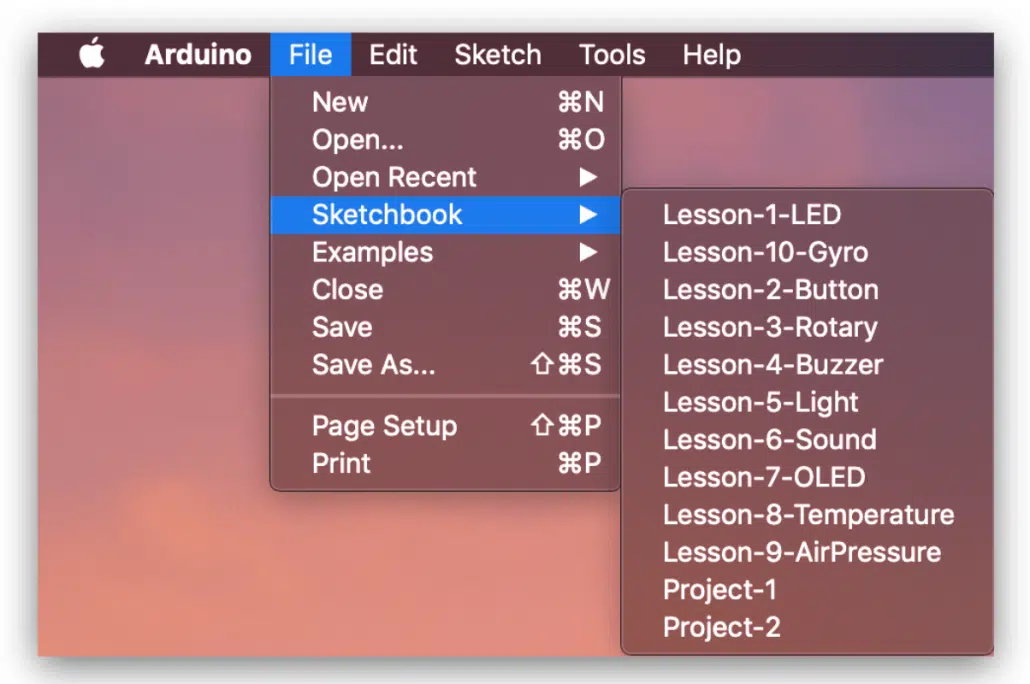 Arduino File Edit Sketch Tools Help
New ⌘N
Open... ⌘O
Open Recent ▶
Sketchbook ▶
Examples ▶
Close ⌘W
Save ⌘S
Save As... ⇧⌘S
Page Setup ⇧⌘P
Print ⌘P
Lesson-1-LED
Lesson-10-Gyro
Lesson-2-Button
Lesson-3-Rotary
Lesson-4-Buzzer
Lesson-5-Light
Lesson-6-Sound
Lesson-7-OLED
Lesson-8-Temperature
Lesson-9-AirPressure
Project-1
Project-2